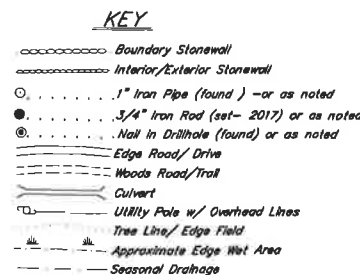 KEY
Boundary Stonewall
Interior/Exterior Stonewall
1" Iron Pipe (found ) -or as noted
3/4" Iron Rod (set- 2017) or as noted
Nail in Drillhole (found) or as noted
Edge Road/ Drive
Woods Road/Trail
Culvert
Utility Pole w/ Overhead Lines
Tree Line/ Edge Field
Approximate Edge Wet Area
Seasonal Drainage